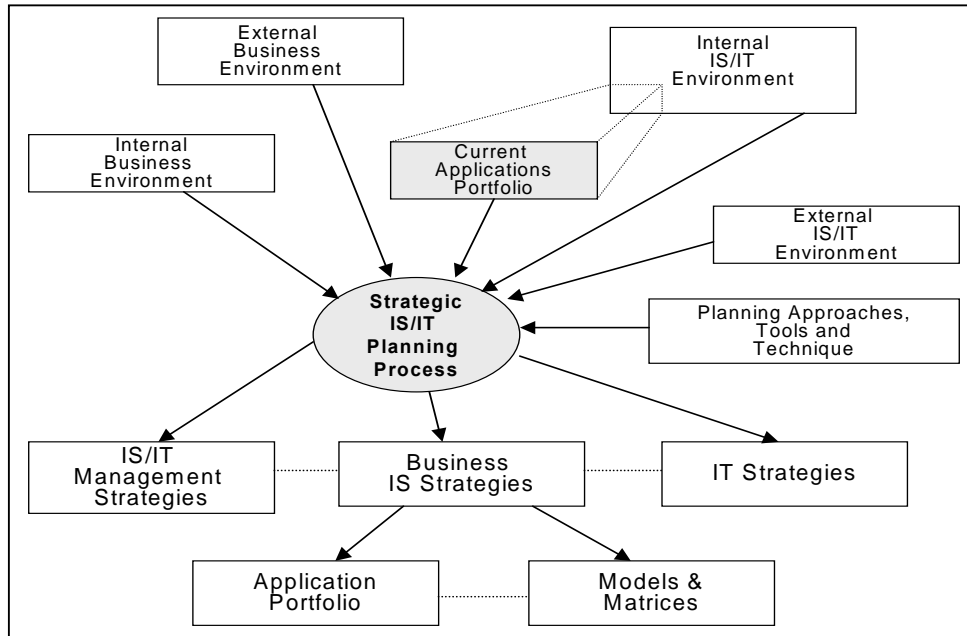 External
Business
Environment
Internal
IS/IT
Environment
Internal
Business
Environment
Current
Applications
Portfolio
External
IS/IT
Environment
Strategic
IS/IT
Planning
Process
Planning Approaches,
Tools and
Technique
IS/IT
Management
Strategies
Business
IS Strategies
IT Strategies
Application
Portfolio
Models &
Matrices